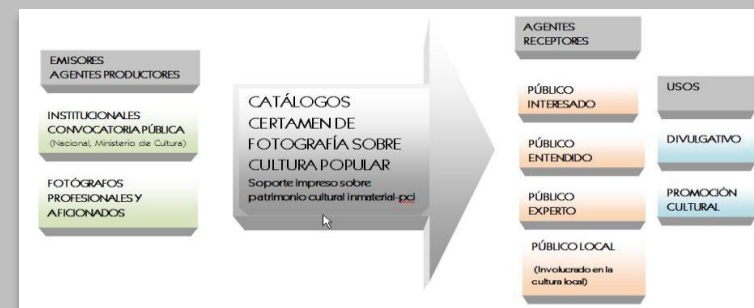 EMISORES
AGENTES PRODUCTORES
INSTITUCIONALES
CONVOCATORIA PÚBLICA
(Nacional, Ministerio de Cultura)
FOTÓGRAFOS
PROFESIONALES Y
AFICIONADOS
CATÁLOGOS
CERTAMEN DE
FOTOGRAFÍA SOBRE
CULTURA POPULAR
Soporte impreso sobre
patrimonio cultural inmaterial-pci
AGENTES
RECEPTORES
PÚBLICO
INTERESADO
PÚBLICO
ENTENDIDO
PÚBLICO
EXPERTO
PÚBLICO LOCAL
(Involucrado en la
cultura local)
USOS
DIVULGATIVO
PROMOCIÓN
CULTURAL